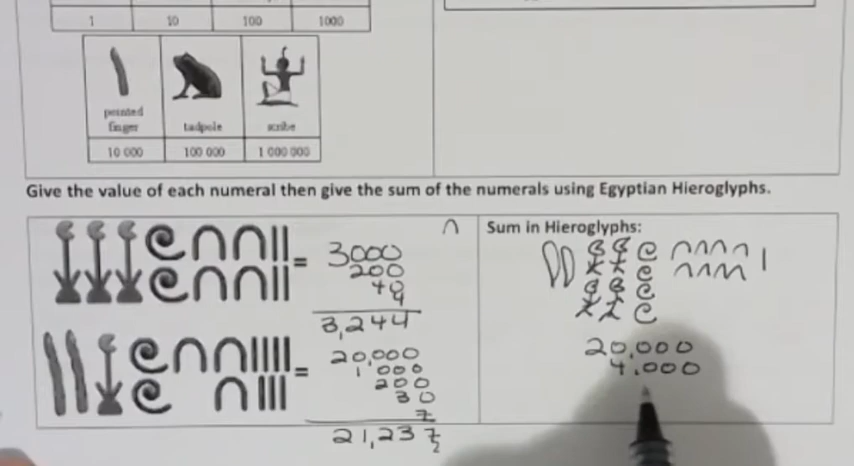 1 10 100 1000
pointed finger tadpole scribe
10 000 100 000 1 000 000
Give the value of each numeral then give the sum of the numerals using Egyptian Hieroglyphs.
Sum in Hieroglyphs:
= 3000
200
40
4
3,244
= 20,000
1 000
200
30
7
21,237
20,000
4,000